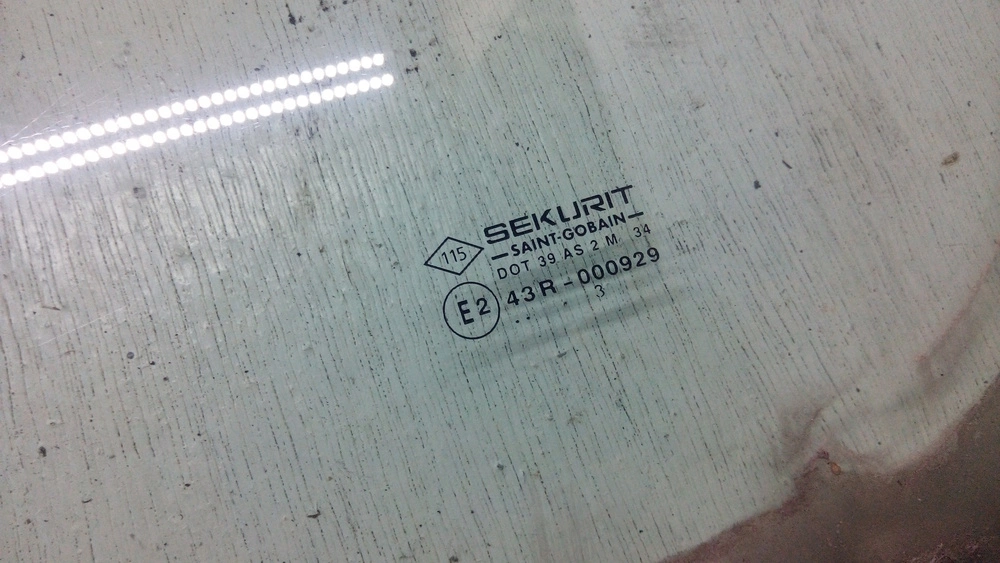 SEKURIT
115
—SAINT-GOBAIN—
DOT 39 AS 2 M 34
E2 43R-000929
3